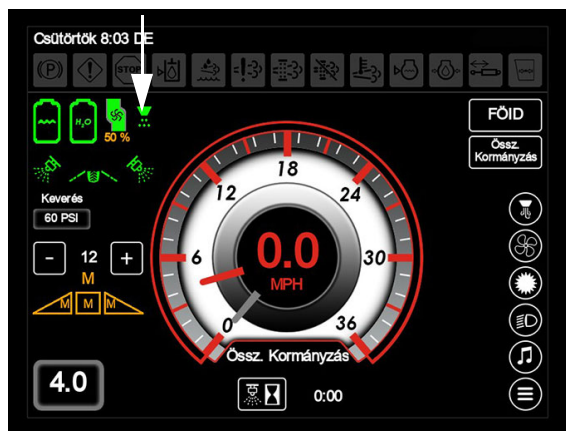 Csütörtök 8:03 DE
(P) STOP
H₂O
50 %
FÖID
Össz.
Kormányzás
Keverés
60 PSI
- 12 +
M
M M M
0 6 12 18 24 30 36
0.0
MPH
Össz. Kormányzás
4.0
0:00